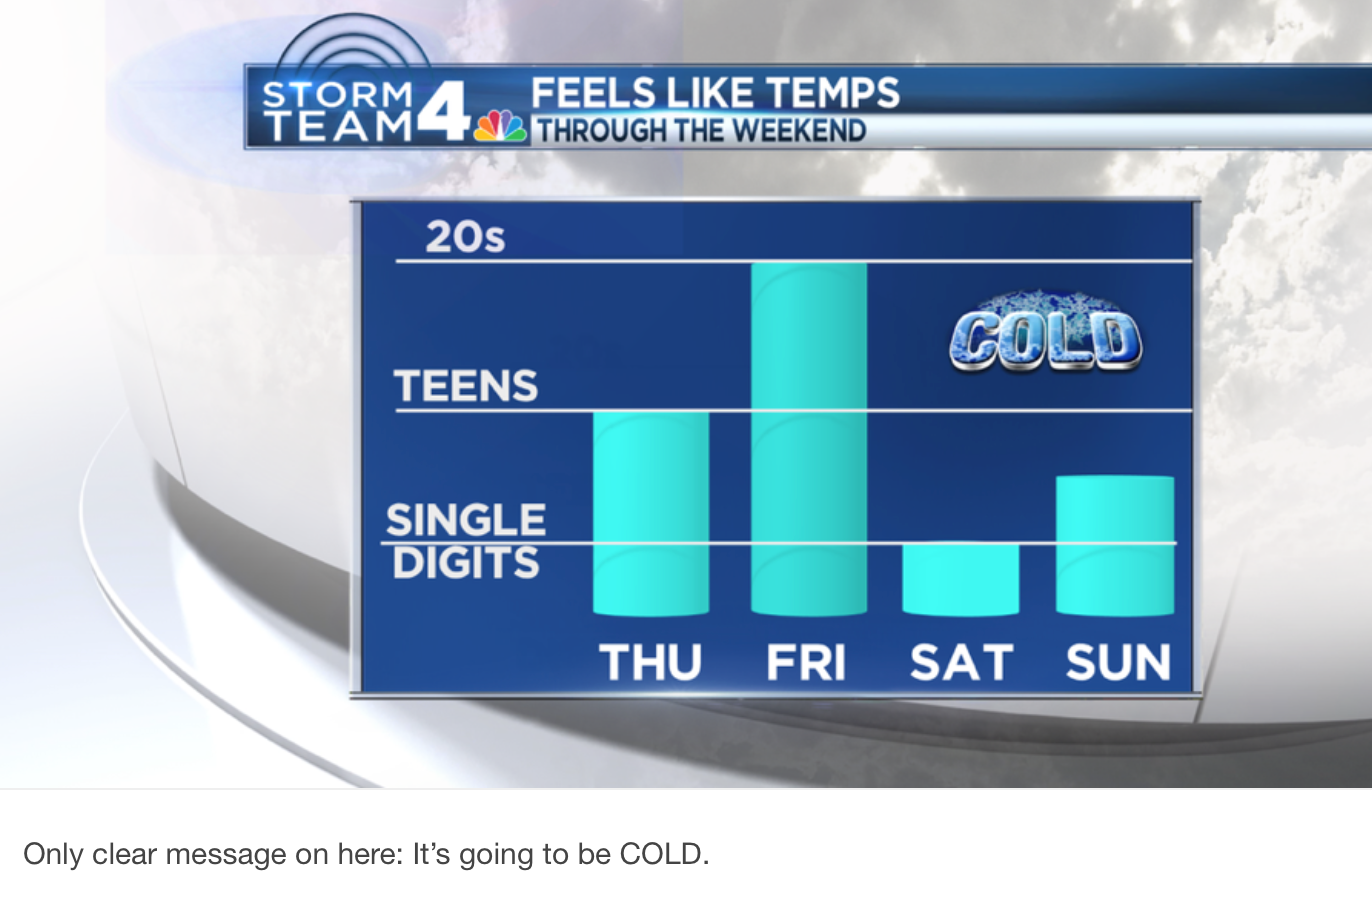 STORM
TEAM 4
FEELS LIKE TEMPS
THROUGH THE WEEKEND
20s
COLD
TEENS
SINGLE
DIGITS
THU FRI SAT SUN
Only clear message on here: It’s going to be COLD.